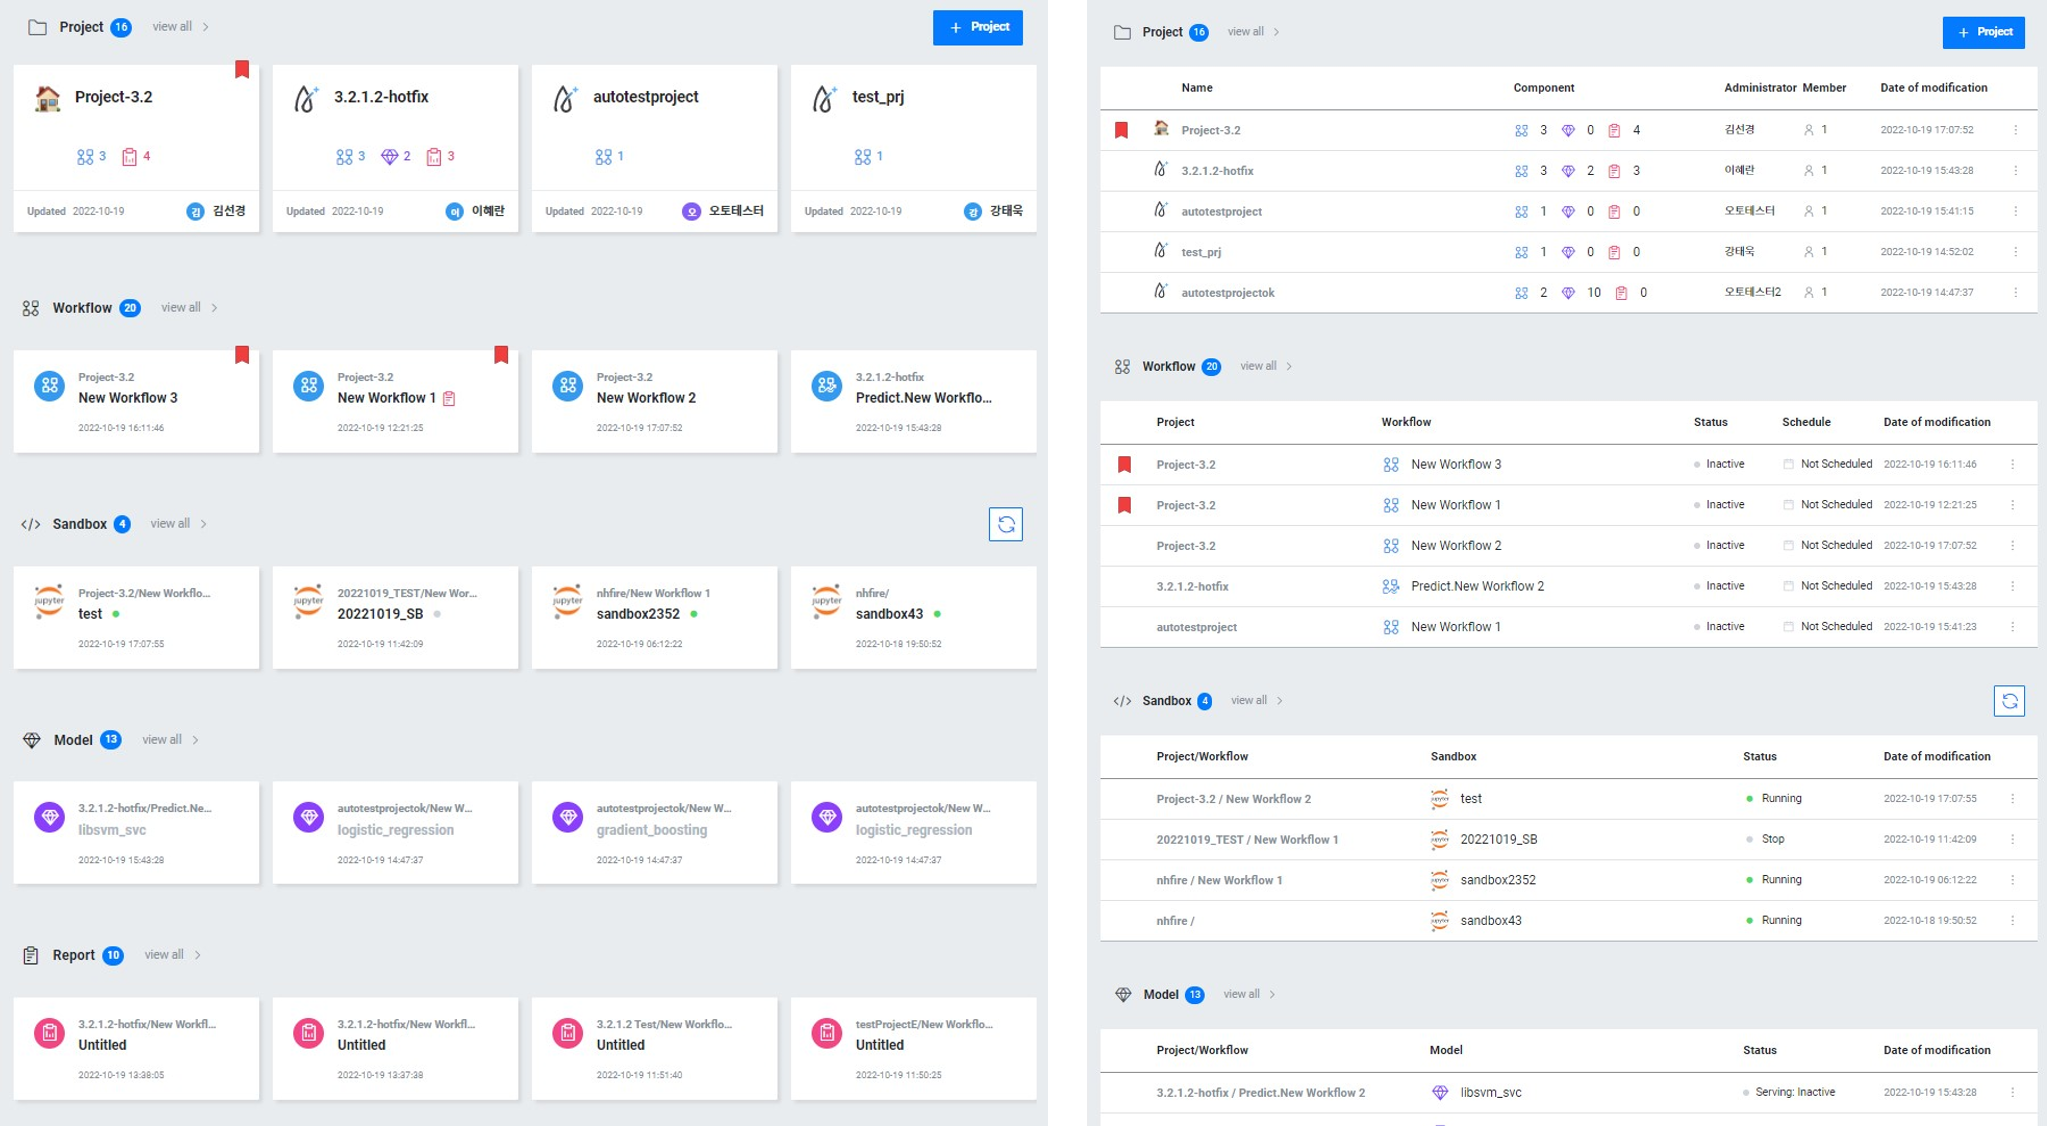 Project 16 view all
+ Project
Project-3.2
3 4
Updated 2022-10-19 김 김선경
3.2.1.2-hotfix
3 2 3
Updated 2022-10-19 이 이혜란
autotestproject
1
Updated 2022-10-19 오 오토테스터
test_prj
1
Updated 2022-10-19 강 강태욱
Workflow 20 view all
Project-3.2
New Workflow 3
2022-10-19 16:11:46
Project-3.2
New Workflow 1
2022-10-19 12:21:25
Project-3.2
New Workflow 2
2022-10-19 17:07:52
3.2.1.2-hotfix
Predict.New Workflo...
2022-10-19 15:43:28
</> Sandbox 4 view all
jupyter
Project-3.2/New Workflo...
test
2022-10-19 17:07:55
jupyter
20221019_TEST/New Wor...
20221019_SB
2022-10-19 11:42:09
jupyter
nhfire/New Workflow 1
sandbox2352
2022-10-19 06:12:22
jupyter
nhfire/
sandbox43
2022-10-18 19:50:52
Model 13 view all
3.2.1.2-hotfix/Predict.Ne...
libsvm_svc
2022-10-19 15:43:28
autotestprojectok/New W...
logistic_regression
2022-10-19 14:47:37
autotestprojectok/New W...
gradient_boosting
2022-10-19 14:47:37
autotestprojectok/New W...
logistic_regression
2022-10-19 14:47:37
Report 10 view all
3.2.1.2-hotfix/New Workfl...
Untitled
2022-10-19 13:38:05
3.2.1.2-hotfix/New Workfl...
Untitled
2022-10-19 13:37:38
3.2.1.2 Test/New Workflo...
Untitled
2022-10-19 11:51:40
testProjectE/New Workflo...
Untitled
2022-10-19 11:50:25
Project 16 view all
+ Project
Name Component Administrator Member Date of modification
Project-3.2 3 0 4 김선경 1 2022-10-19 17:07:52
3.2.1.2-hotfix 3 2 3 이혜란 1 2022-10-19 15:43:28
autotestproject 1 0 0 오토테스터 1 2022-10-19 15:41:15
test_prj 1 0 0 강태욱 1 2022-10-19 14:52:02
autotestprojectok 2 10 0 오토테스터2 1 2022-10-19 14:47:37
Workflow 20 view all
Project Workflow Status Schedule Date of modification
Project-3.2 New Workflow 3 Inactive Not Scheduled 2022-10-19 16:11:46
Project-3.2 New Workflow 1 Inactive Not Scheduled 2022-10-19 12:21:25
Project-3.2 New Workflow 2 Inactive Not Scheduled 2022-10-19 17:07:52
3.2.1.2-hotfix Predict.New Workflow 2 Inactive Not Scheduled 2022-10-19 15:43:28
autotestproject New Workflow 1 Inactive Not Scheduled 2022-10-19 15:41:23
</> Sandbox 4 view all
Project/Workflow Sandbox Status Date of modification
Project-3.2 / New Workflow 2 jupyter test Running 2022-10-19 17:07:55
20221019_TEST / New Workflow 1 jupyter 20221019_SB Stop 2022-10-19 11:42:09
nhfire / New Workflow 1 jupyter sandbox2352 Running 2022-10-19 06:12:22
nhfire / jupyter sandbox43 Running 2022-10-18 19:50:52
Model 13 view all
Project/Workflow Model Status Date of modification
3.2.1.2-hotfix / Predict.New Workflow 2 libsvm_svc Serving: Inactive 2022-10-19 15:43:28